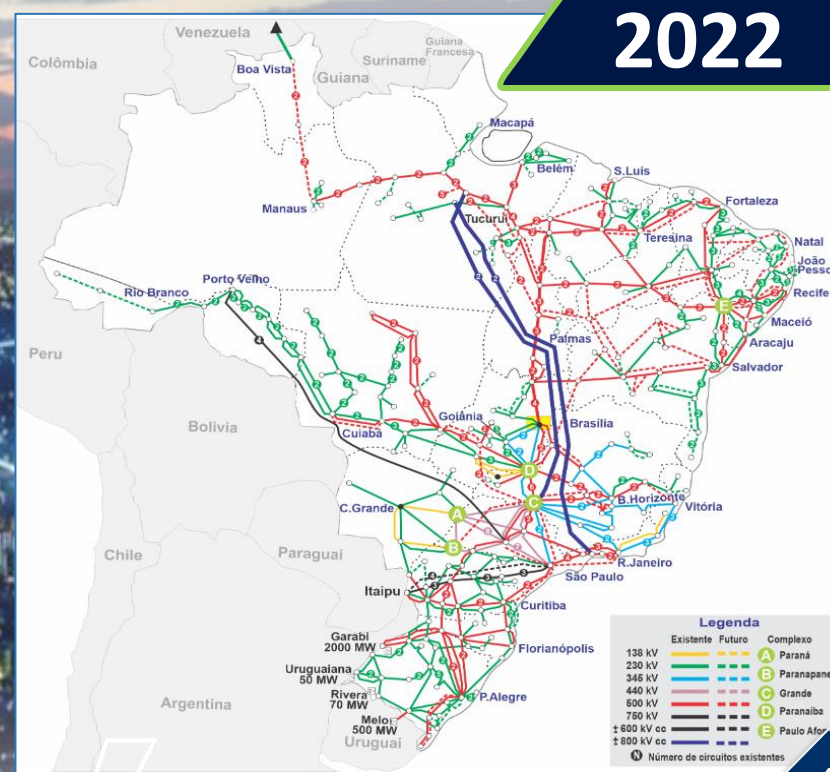 2022
Venezuela
Guiana
Francesa
Suriname
Colômbia
Boa Vista
Guiana
Macapá
Belém
S.Luis
Manaus
Fortaleza
Tucuruí
Teresina
Natal
João
Pesso
Rio Branco
Porto Velho
Recife
E
Maceió
Palmas
Aracaju
Peru
Salvador
Goiânia
Brasília
Bolivia
Cuiabá
D
B.Horizonte
C
Vitória
C.Grande
A
B
Chile
Paraguai
R.Janeiro
São Paulo
Itaipu
Curitiba
Garabi
2000 MW
Florianópolis
Uruguaiana
50 MW
Rivera
70 MW
P.Alegre
Melo
500 MW
Argentina
Uruguai
Legenda
Existente Futuro Complexo
138 kV A Paraná
230 kV
345 kV B Paranapane
440 kV C Grande
500 kV
750 kV D Paranaíba
±600 kV cc E Paulo Afon
±800 kV cc
N Número de circuitos existentes